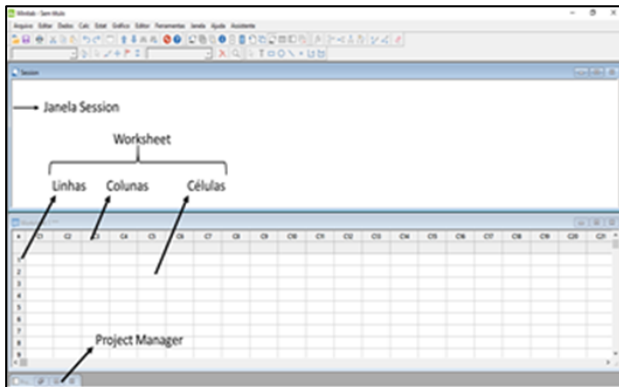 Minitab - Sem título
Arquivo Editar Dados Calc Estat Gráfico Editor Ferramentas Janela Ajuda Assistente
Session
Janela Session
Worksheet
Linhas Colunas Células
C1 C2 C3 C4 C5 C6 C7 C8 C9 C10 C11 C12 C13 C14 C15 C16 C17 C18 C19 C20 C21
1
2
3
4
5
6
7
8
9
Project Manager